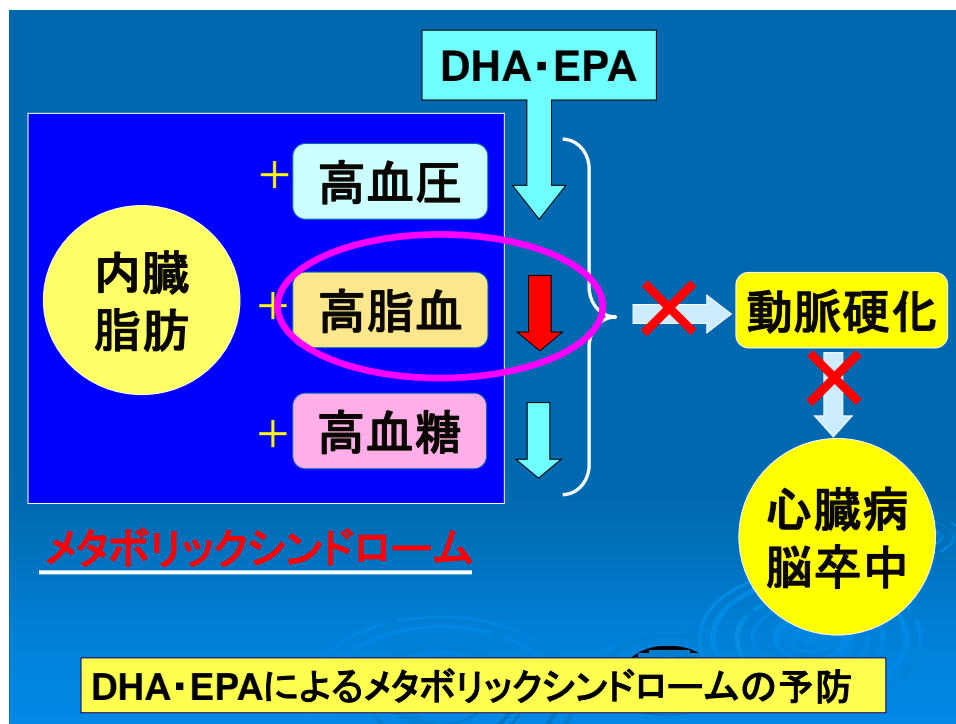 DHA・EPA
+
高血圧
内臓
脂肪
+
高脂血
動脈硬化
+
高血糖
心臓病
脳卒中
メタボリックシンドローム
DHA・EPAによるメタボリックシンドロームの予防